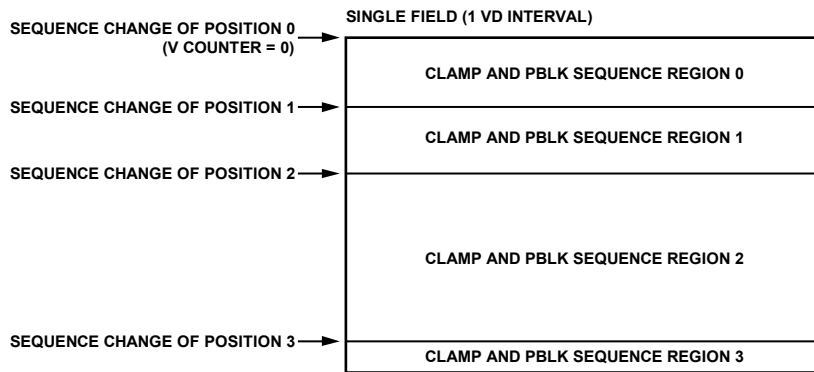 SINGLE FIELD (1 VD INTERVAL)
SEQUENCE CHANGE OF POSITION 0
(V COUNTER = 0)
CLAMP AND PBLK SEQUENCE REGION 0
SEQUENCE CHANGE OF POSITION 1
CLAMP AND PBLK SEQUENCE REGION 1
SEQUENCE CHANGE OF POSITION 2
CLAMP AND PBLK SEQUENCE REGION 2
SEQUENCE CHANGE OF POSITION 3
CLAMP AND PBLK SEQUENCE REGION 3